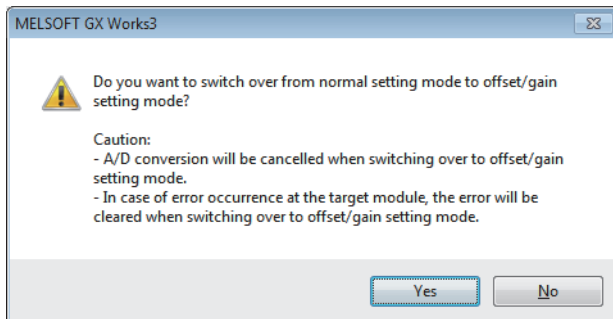 MELSOFT GX Works3
Do you want to switch over from normal setting mode to offset/gain
setting mode?
Caution:
- A/D conversion will be cancelled when switching over to offset/gain
setting mode.
- In case of error occurrence at the target module, the error will be
cleared when switching over to offset/gain setting mode.
Yes
No